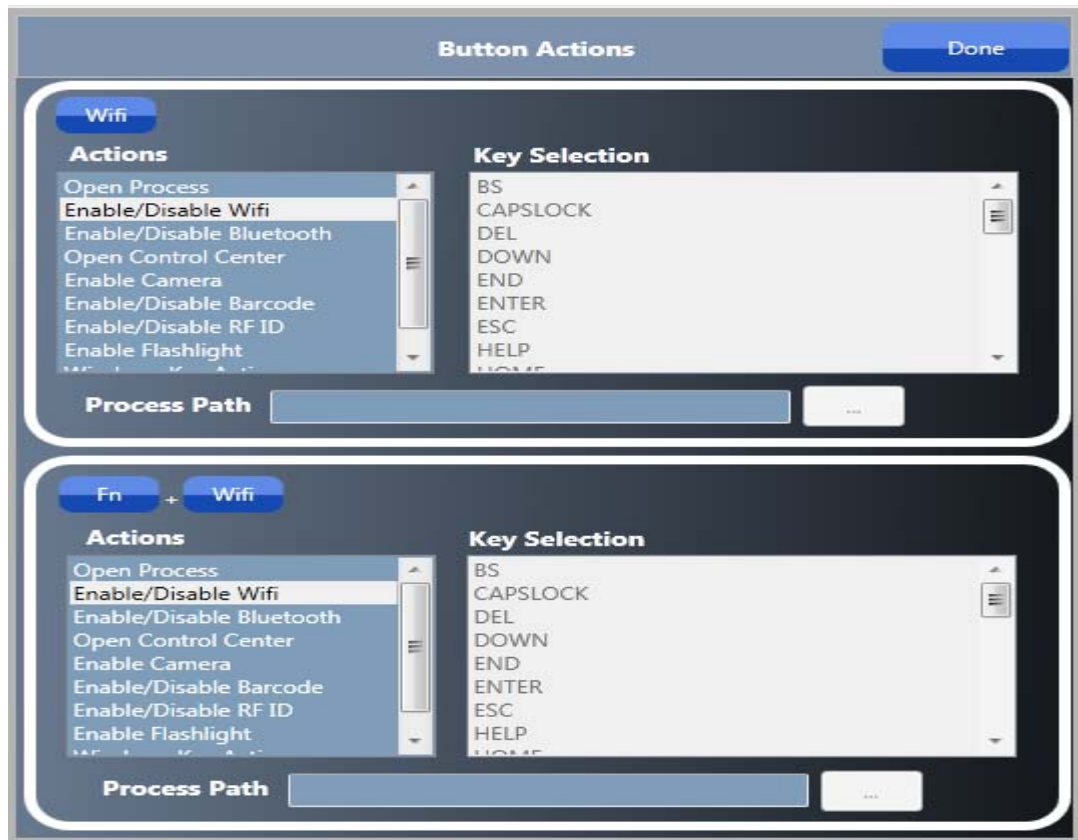 Button Actions
Done
Wifi
Actions
Key Selection
Open Process
Enable/Disable Wifi
Enable/Disable Bluetooth
Open Control Center
Enable Camera
Enable/Disable Barcode
Enable/Disable RF ID
Enable Flashlight
BS
CAPSLOCK
DEL
DOWN
END
ENTER
ESC
HELP
HOME
Process Path
...
Fn + Wifi
Actions
Key Selection
Open Process
Enable/Disable Wifi
Enable/Disable Bluetooth
Open Control Center
Enable Camera
Enable/Disable Barcode
Enable/Disable RF ID
Enable Flashlight
BS
CAPSLOCK
DEL
DOWN
END
ENTER
ESC
HELP
HOME
Process Path
...